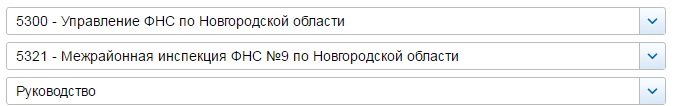 5300 - Управление ФНС по Новгородской области
5321 - Межрайонная инспекция ФНС №9 по Новгородской области
Руководство